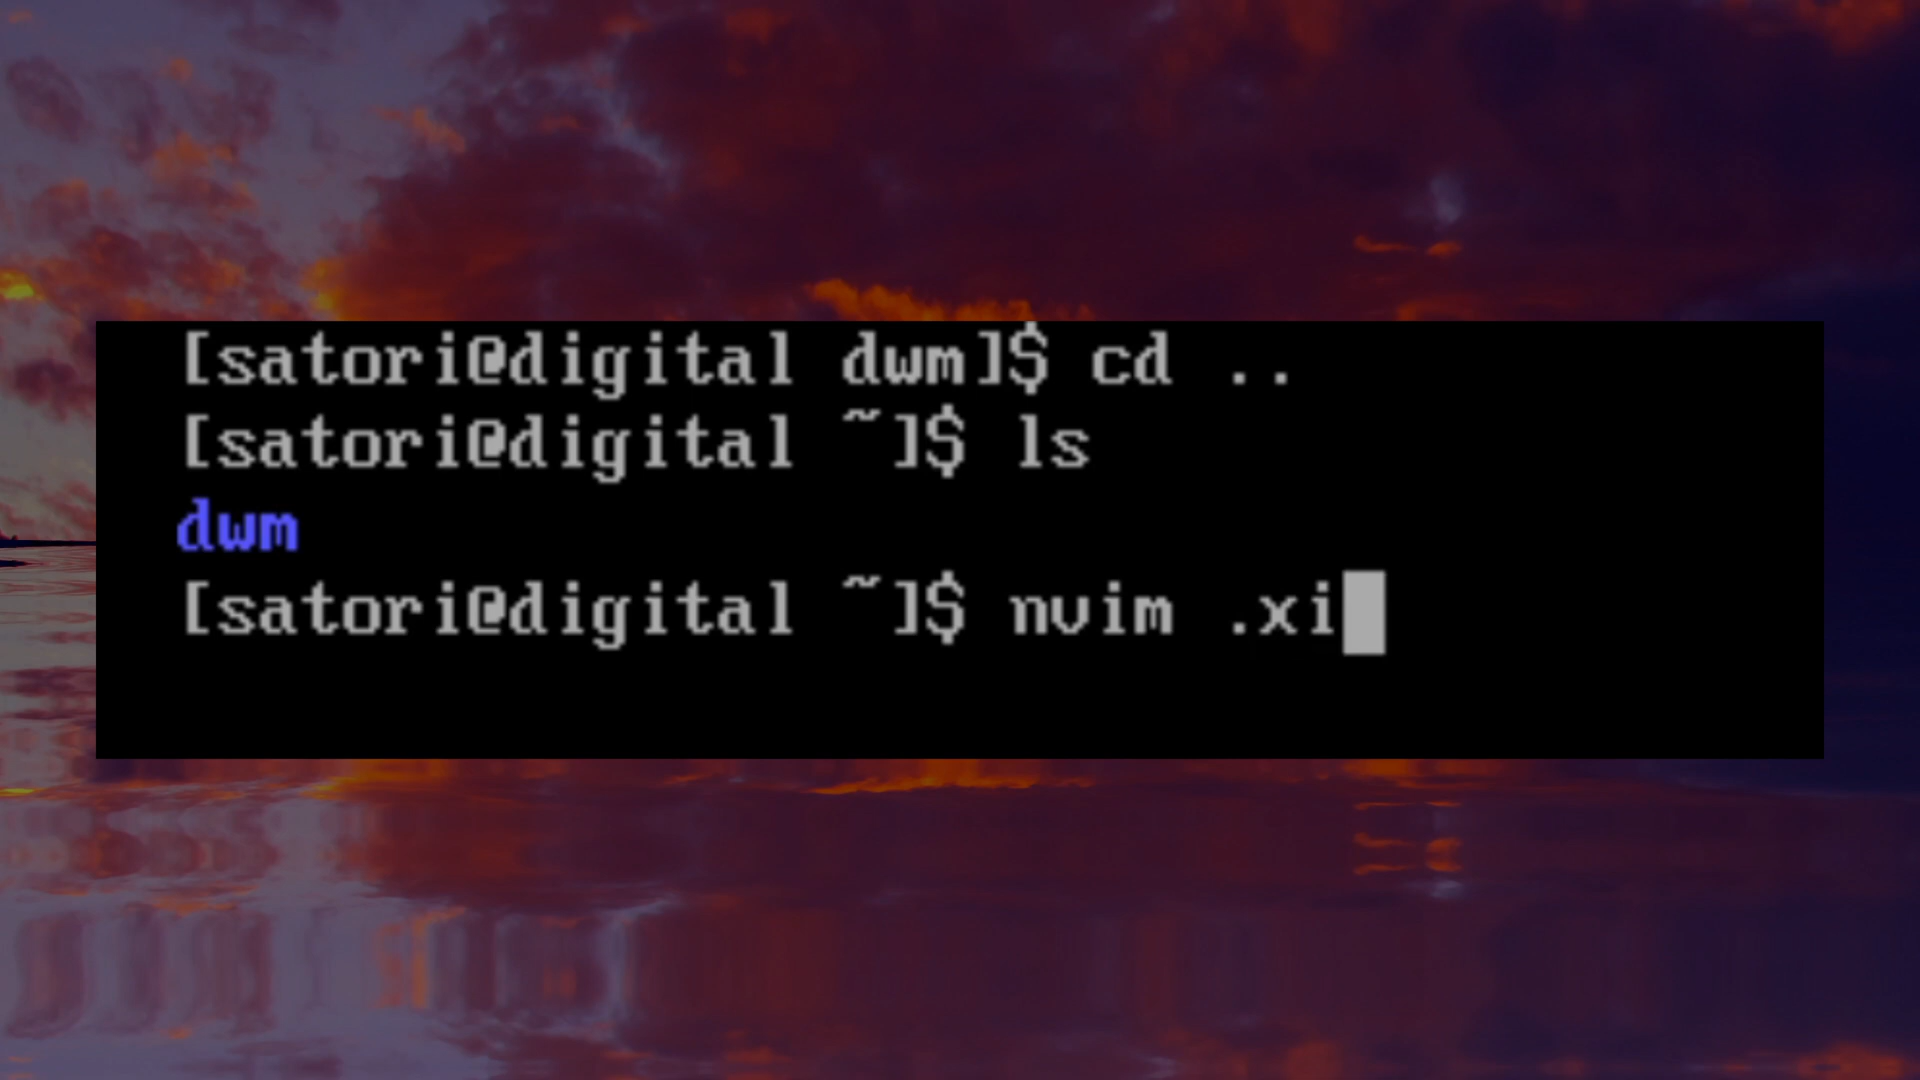 [satori@digital dwm]$ cd ..
[satori@digital ~]$ ls
dwm
[satori@digital ~]$ nvim .xi